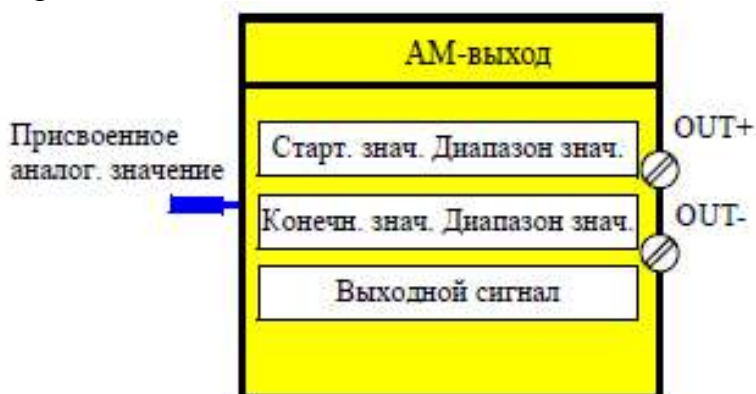 АМ-выход
Присвоенное
аналог. значение
Старт. знач. Диапазон знач.
OUT+
Конечн. знач. Диапазон знач.
OUT-
Выходной сигнал